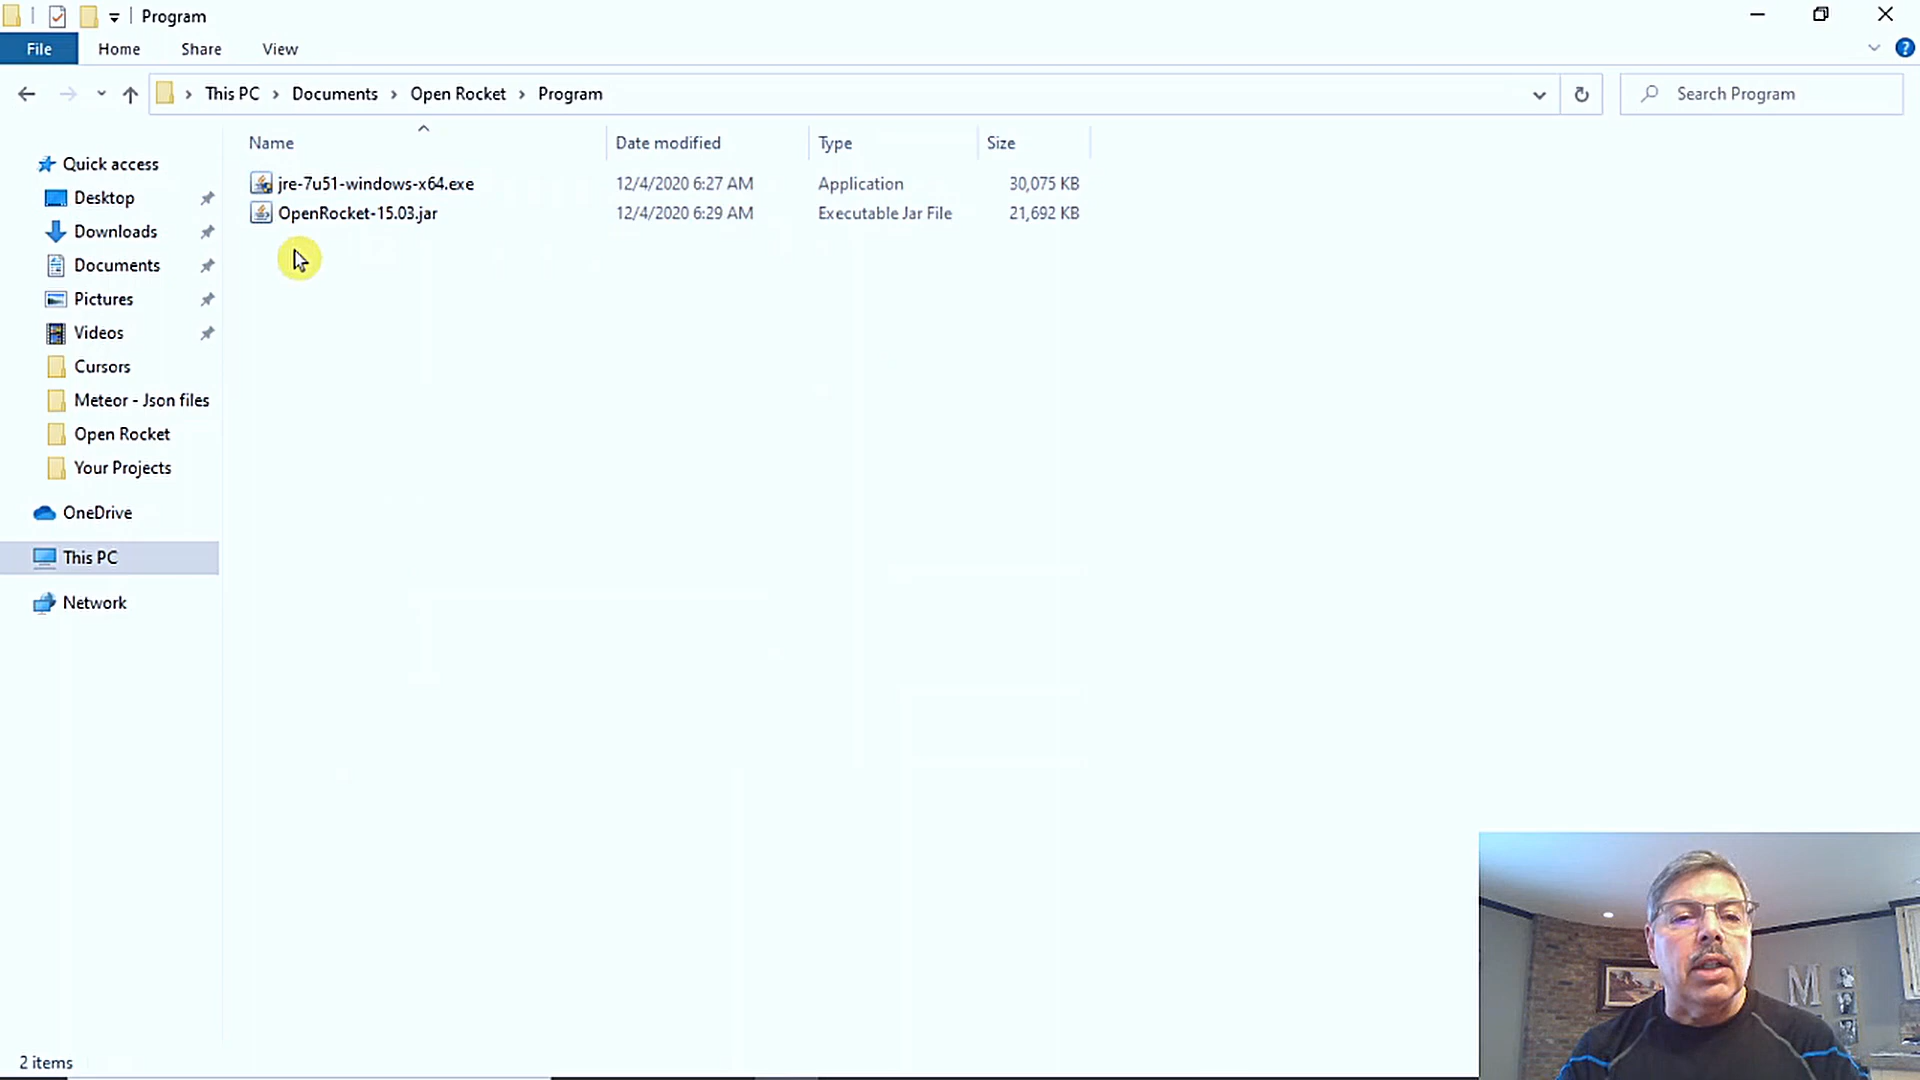 Program
File Home Share View
This PC Documents Open Rocket Program
Search Program
Name Date modified Type Size
jre-7u51-windows-x64.exe 12/4/2020 6:27 AM Application 30,075 KB
OpenRocket-15.03.jar 12/4/2020 6:29 AM Executable Jar File 21,692 KB
Quick access
Desktop
Downloads
Documents
Pictures
Videos
Cursors
Meteor - Json files
Open Rocket
Your Projects
OneDrive
This PC
Network
M
2 items